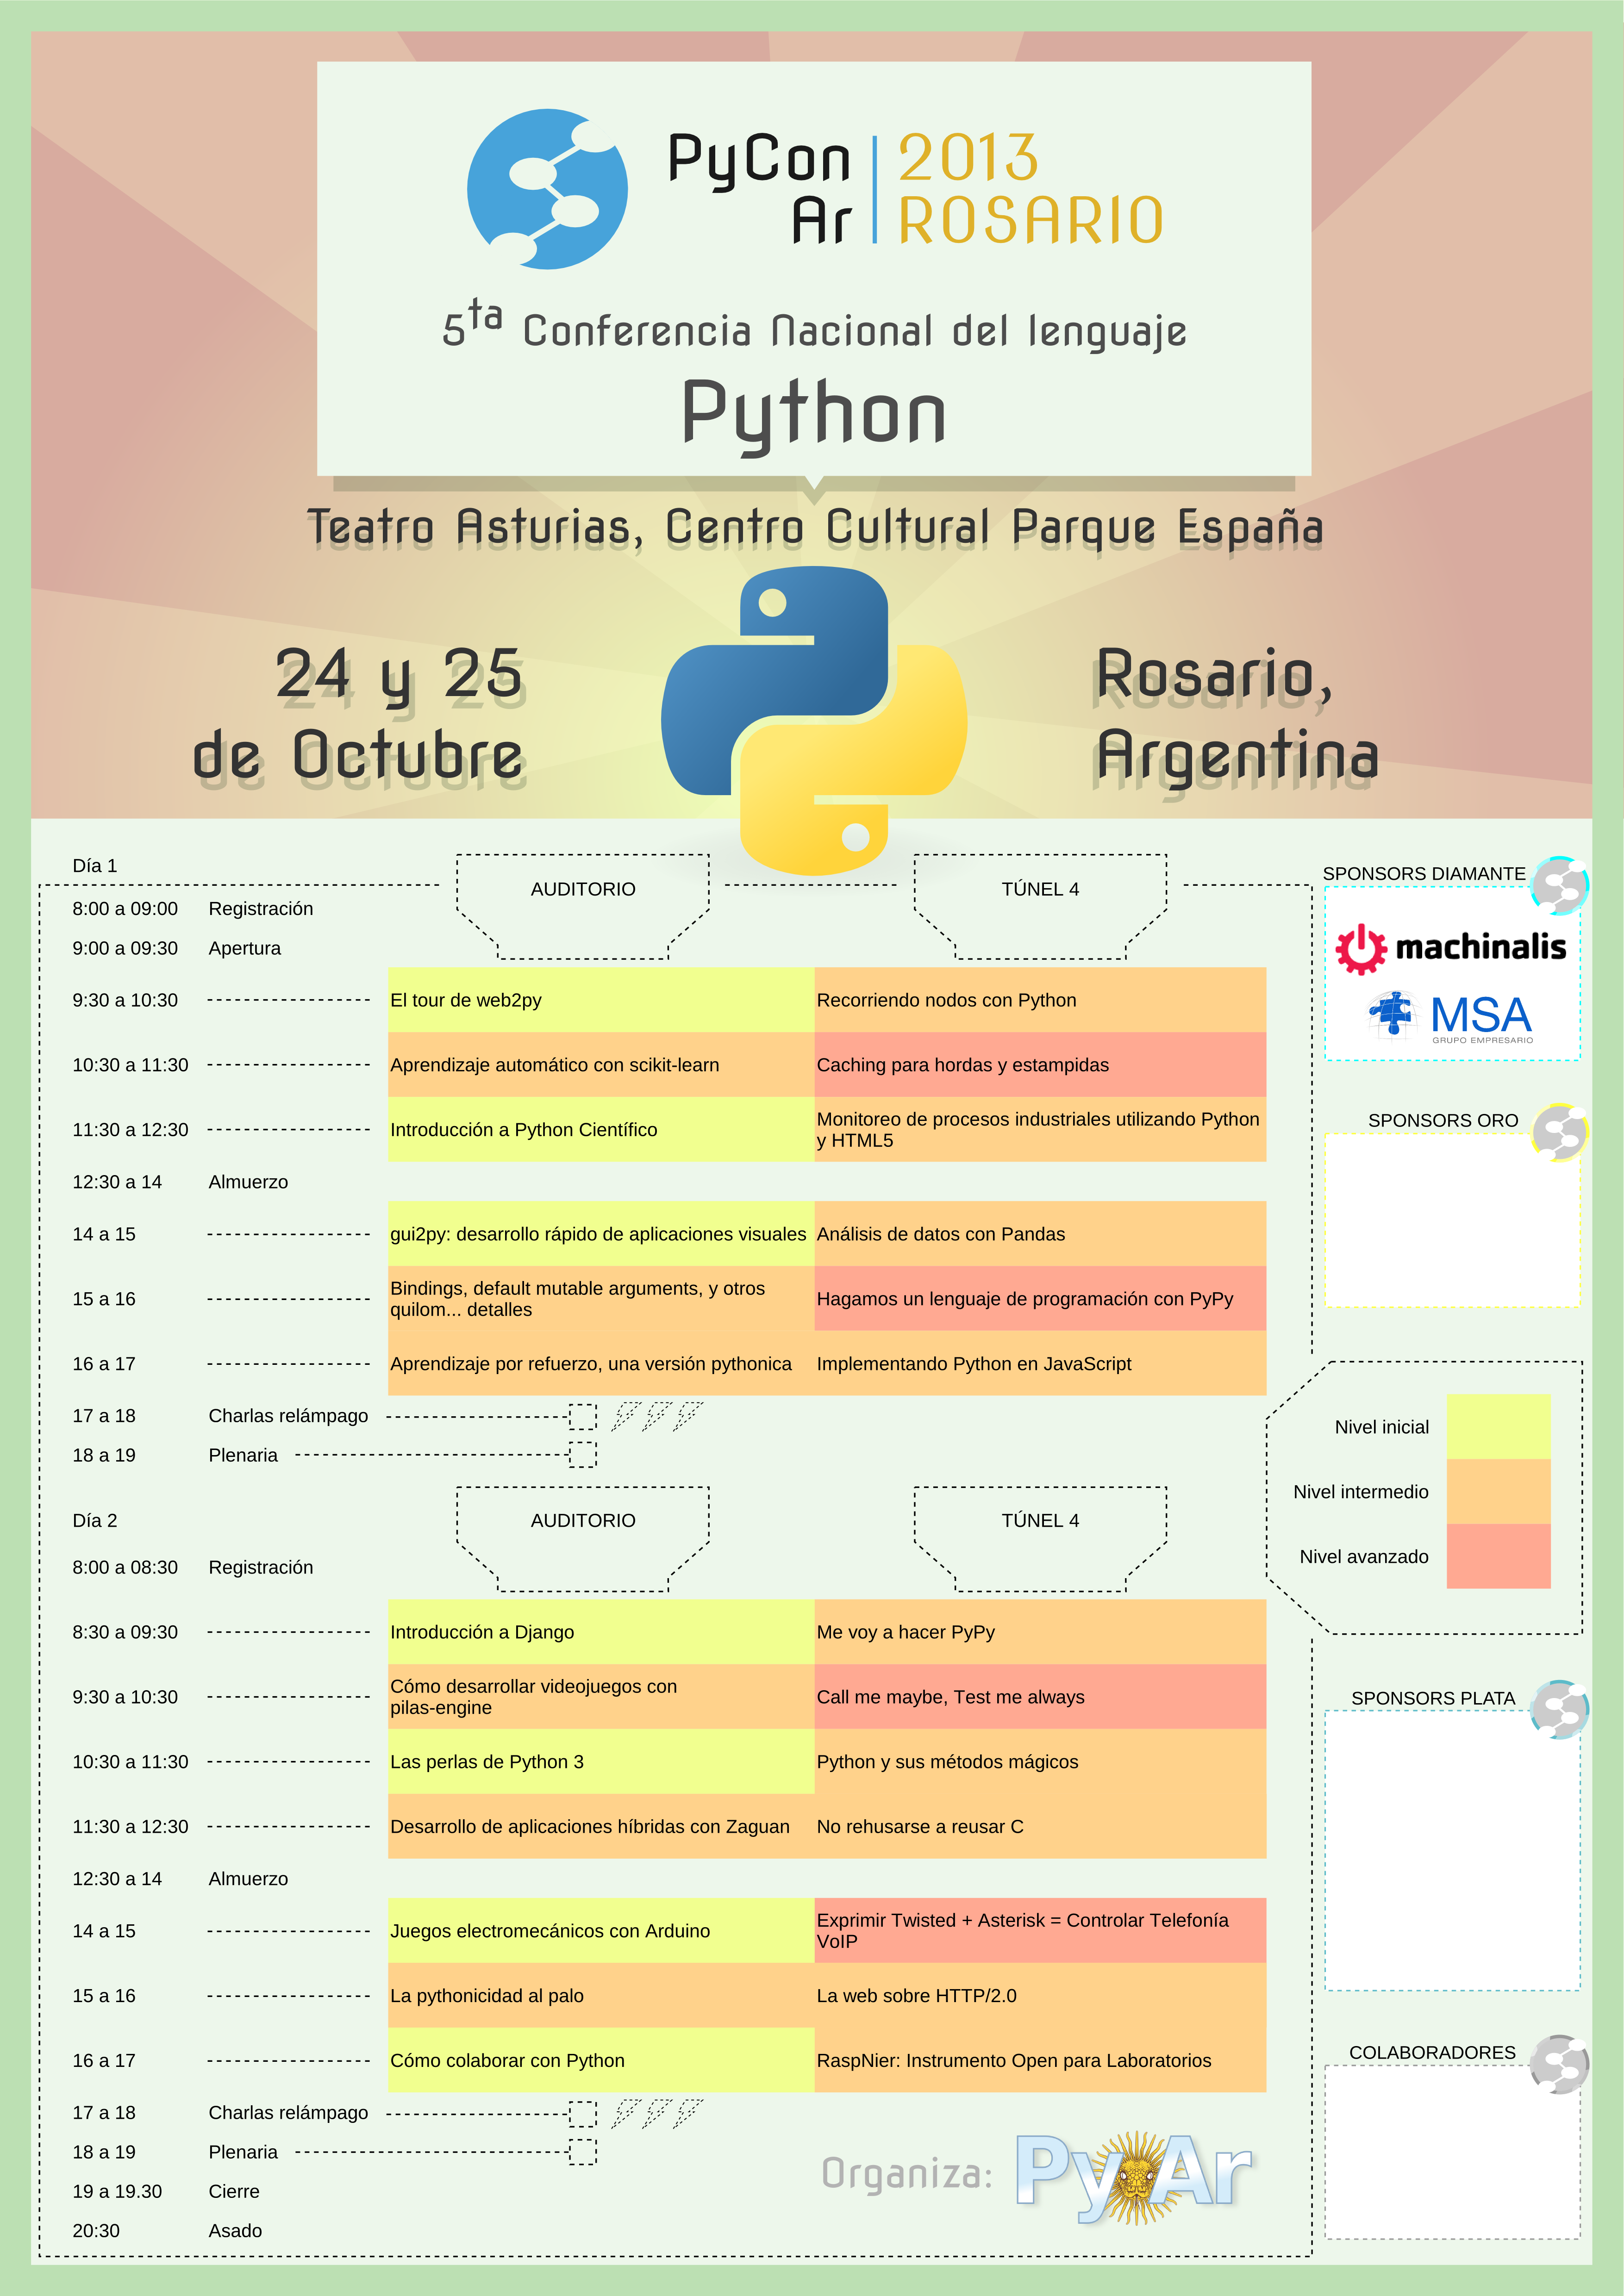 PyCon Ar
2013 ROSARIO
5ta Conferencia Nacional del lenguaje
Python
Teatro Asturias, Centro Cultural Parque España
24 y 25
de Octubre
Rosario,
Argentina
Día 1
AUDITORIO
TÚNEL 4
8:00 a 09:00 Registración
9:00 a 09:30 Apertura
9:30 a 10:30 El tour de web2py Recorriendo nodos con Python
10:30 a 11:30 Aprendizaje automático con scikit-learn Caching para hordas y estampidas
11:30 a 12:30 Introducción a Python Científico Monitoreo de procesos industriales utilizando Python
y HTML5
12:30 a 14 Almuerzo
14 a 15 gui2py: desarrollo rápido de aplicaciones visuales Análisis de datos con Pandas
15 a 16 Bindings, default mutable arguments, y otros
quilom... detalles
Hagamos un lenguaje de programación con PyPy
16 a 17 Aprendizaje por refuerzo, una versión pythonica Implementando Python en JavaScript
17 a 18 Charlas relámpago
18 a 19 Plenaria
Día 2
AUDITORIO
TÚNEL 4
8:00 a 08:30 Registración
8:30 a 09:30 Introducción a Django Me voy a hacer PyPy
9:30 a 10:30 Cómo desarrollar videojuegos con
pilas-engine
Call me maybe, Test me always
10:30 a 11:30 Las perlas de Python 3 Python y sus métodos mágicos
11:30 a 12:30 Desarrollo de aplicaciones híbridas con Zaguan No rehusarse a reusar C
12:30 a 14 Almuerzo
14 a 15 Juegos electromecánicos con Arduino Exprimir Twisted + Asterisk = Controlar Telefonía
VoIP
15 a 16 La pythonicidad al palo La web sobre HTTP/2.0
16 a 17 Cómo colaborar con Python RaspNier: Instrumento Open para Laboratorios
17 a 18 Charlas relámpago
18 a 19 Plenaria
19 a 19.30 Cierre
20:30 Asado
Organiza: PyAr
SPONSORS DIAMANTE
machinalis
MSA
GRUPO EMPRESARIO
SPONSORS ORO
Nivel inicial
Nivel intermedio
Nivel avanzado
SPONSORS PLATA
COLABORADORES